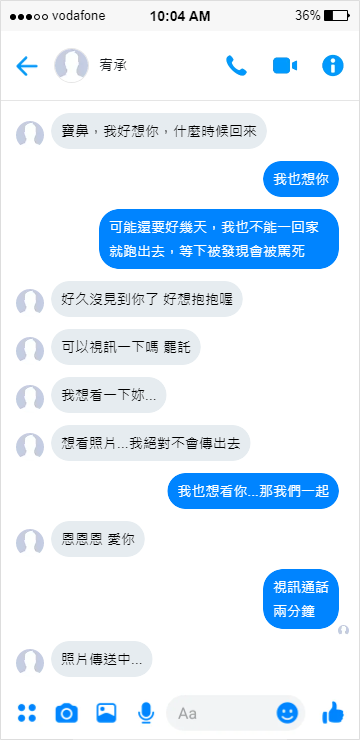 vodafone
10:04 AM
36%
宥承
寶鼻，我好想你，什麼時候回來
我也想你
可能還要好幾天，我也不能一回家
就跑出去，等下被發現會被罵死
好久沒見到你了 好想抱抱喔
可以視訊一下嗎 罷託
我想看一下妳...
想看照片...我絕對不會傳出去
我也想看你...那我們一起
恩恩恩 愛你
視訊通話
兩分鐘
照片傳送中...
Aa